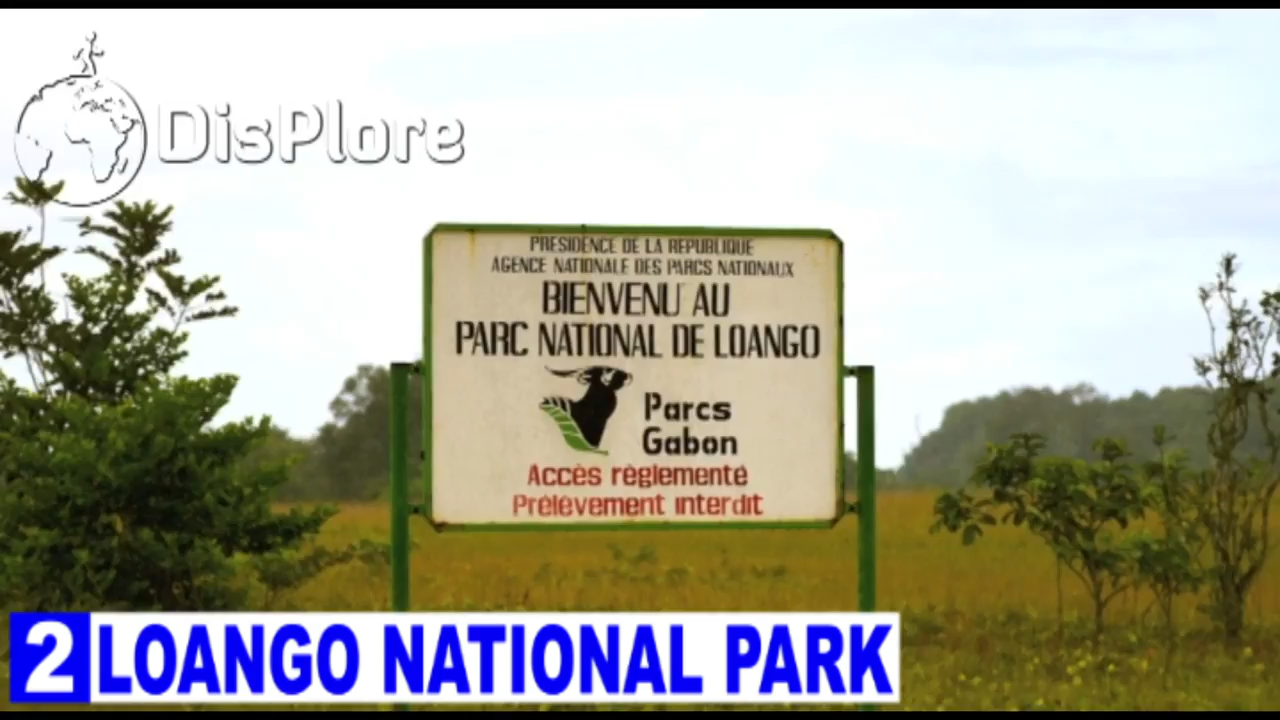 DisPlore
PRESIDENCE DE LA REPUBLIQUE
AGENCE NATIONALE DES PARCS NATIONAUX
BIENVENU AU
PARC NATIONAL DE LOANGO
Parcs
Gabon
Accès règlementé
Prélèvement interdit
2 LOANGO NATIONAL PARK